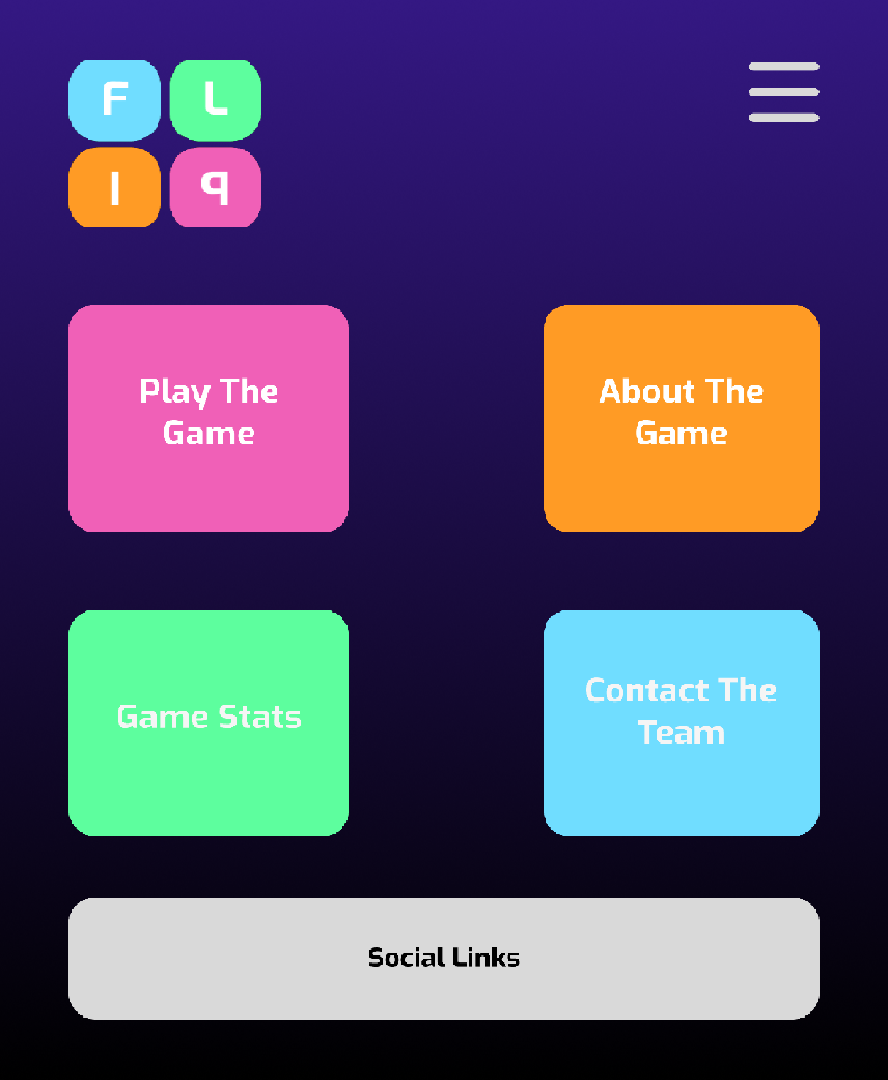 F L
I P
Play The
Game
About The
Game
Game Stats
Contact The
Team
Social Links